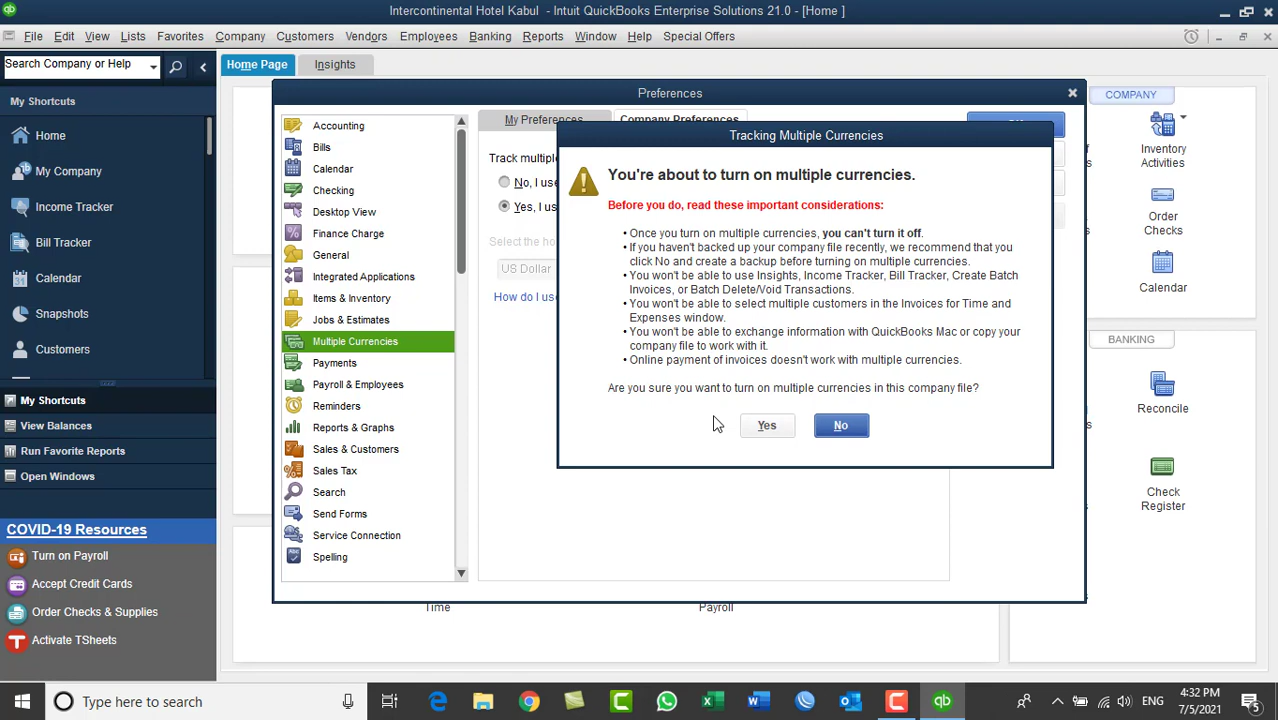 Intercontinental Hotel Kabul - Intuit QuickBooks Enterprise Solutions 21.0 - [Home ]
File Edit View Lists Favorites Company Customers Vendors Employees Banking Reports Window Help Special Offers
Search Company or Help
Home Page Insights
My Shortcuts
Home
My Company
Income Tracker
Bill Tracker
Calendar
Snapshots
Customers
My Shortcuts
View Balances
Run Favorite Reports
Open Windows
COVID-19 Resources
Turn on Payroll
Accept Credit Cards
Order Checks & Supplies
Activate TSheets
Preferences
Accounting
Bills
Calendar
Checking
Desktop View
Finance Charge
General
Integrated Applications
Items & Inventory
Jobs & Estimates
Multiple Currencies
Payments
Payroll & Employees
Reminders
Reports & Graphs
Sales & Customers
Sales Tax
Search
Send Forms
Service Connection
Spelling
My Preferences Company Preferences
Track multiple
No, I use
Yes, I use
Select the
US Dollar
How do I use
Tracking Multiple Currencies
You're about to turn on multiple currencies.
Before you do, read these important considerations:
• Once you turn on multiple currencies, you can't turn it off.
• If you haven't backed up your company file recently, we recommend that you
click No and create a backup before turning on multiple currencies.
• You won't be able to use Insights, Income Tracker, Bill Tracker, Create Batch
Invoices, or Batch Delete/Void Transactions.
• You won't be able to select multiple customers in the Invoices for Time and
Expenses window.
• You won't be able to exchange information with QuickBooks Mac or copy your
company file to work with it.
• Online payment of invoices doesn't work with multiple currencies.
Are you sure you want to turn on multiple currencies in this company file?
Yes No
Time Payroll
COMPANY
Inventory
Activities
Order
Checks
Calendar
BANKING
Reconcile
Check
Register
Type here to search
ENG
4:32 PM
7/5/2021
5